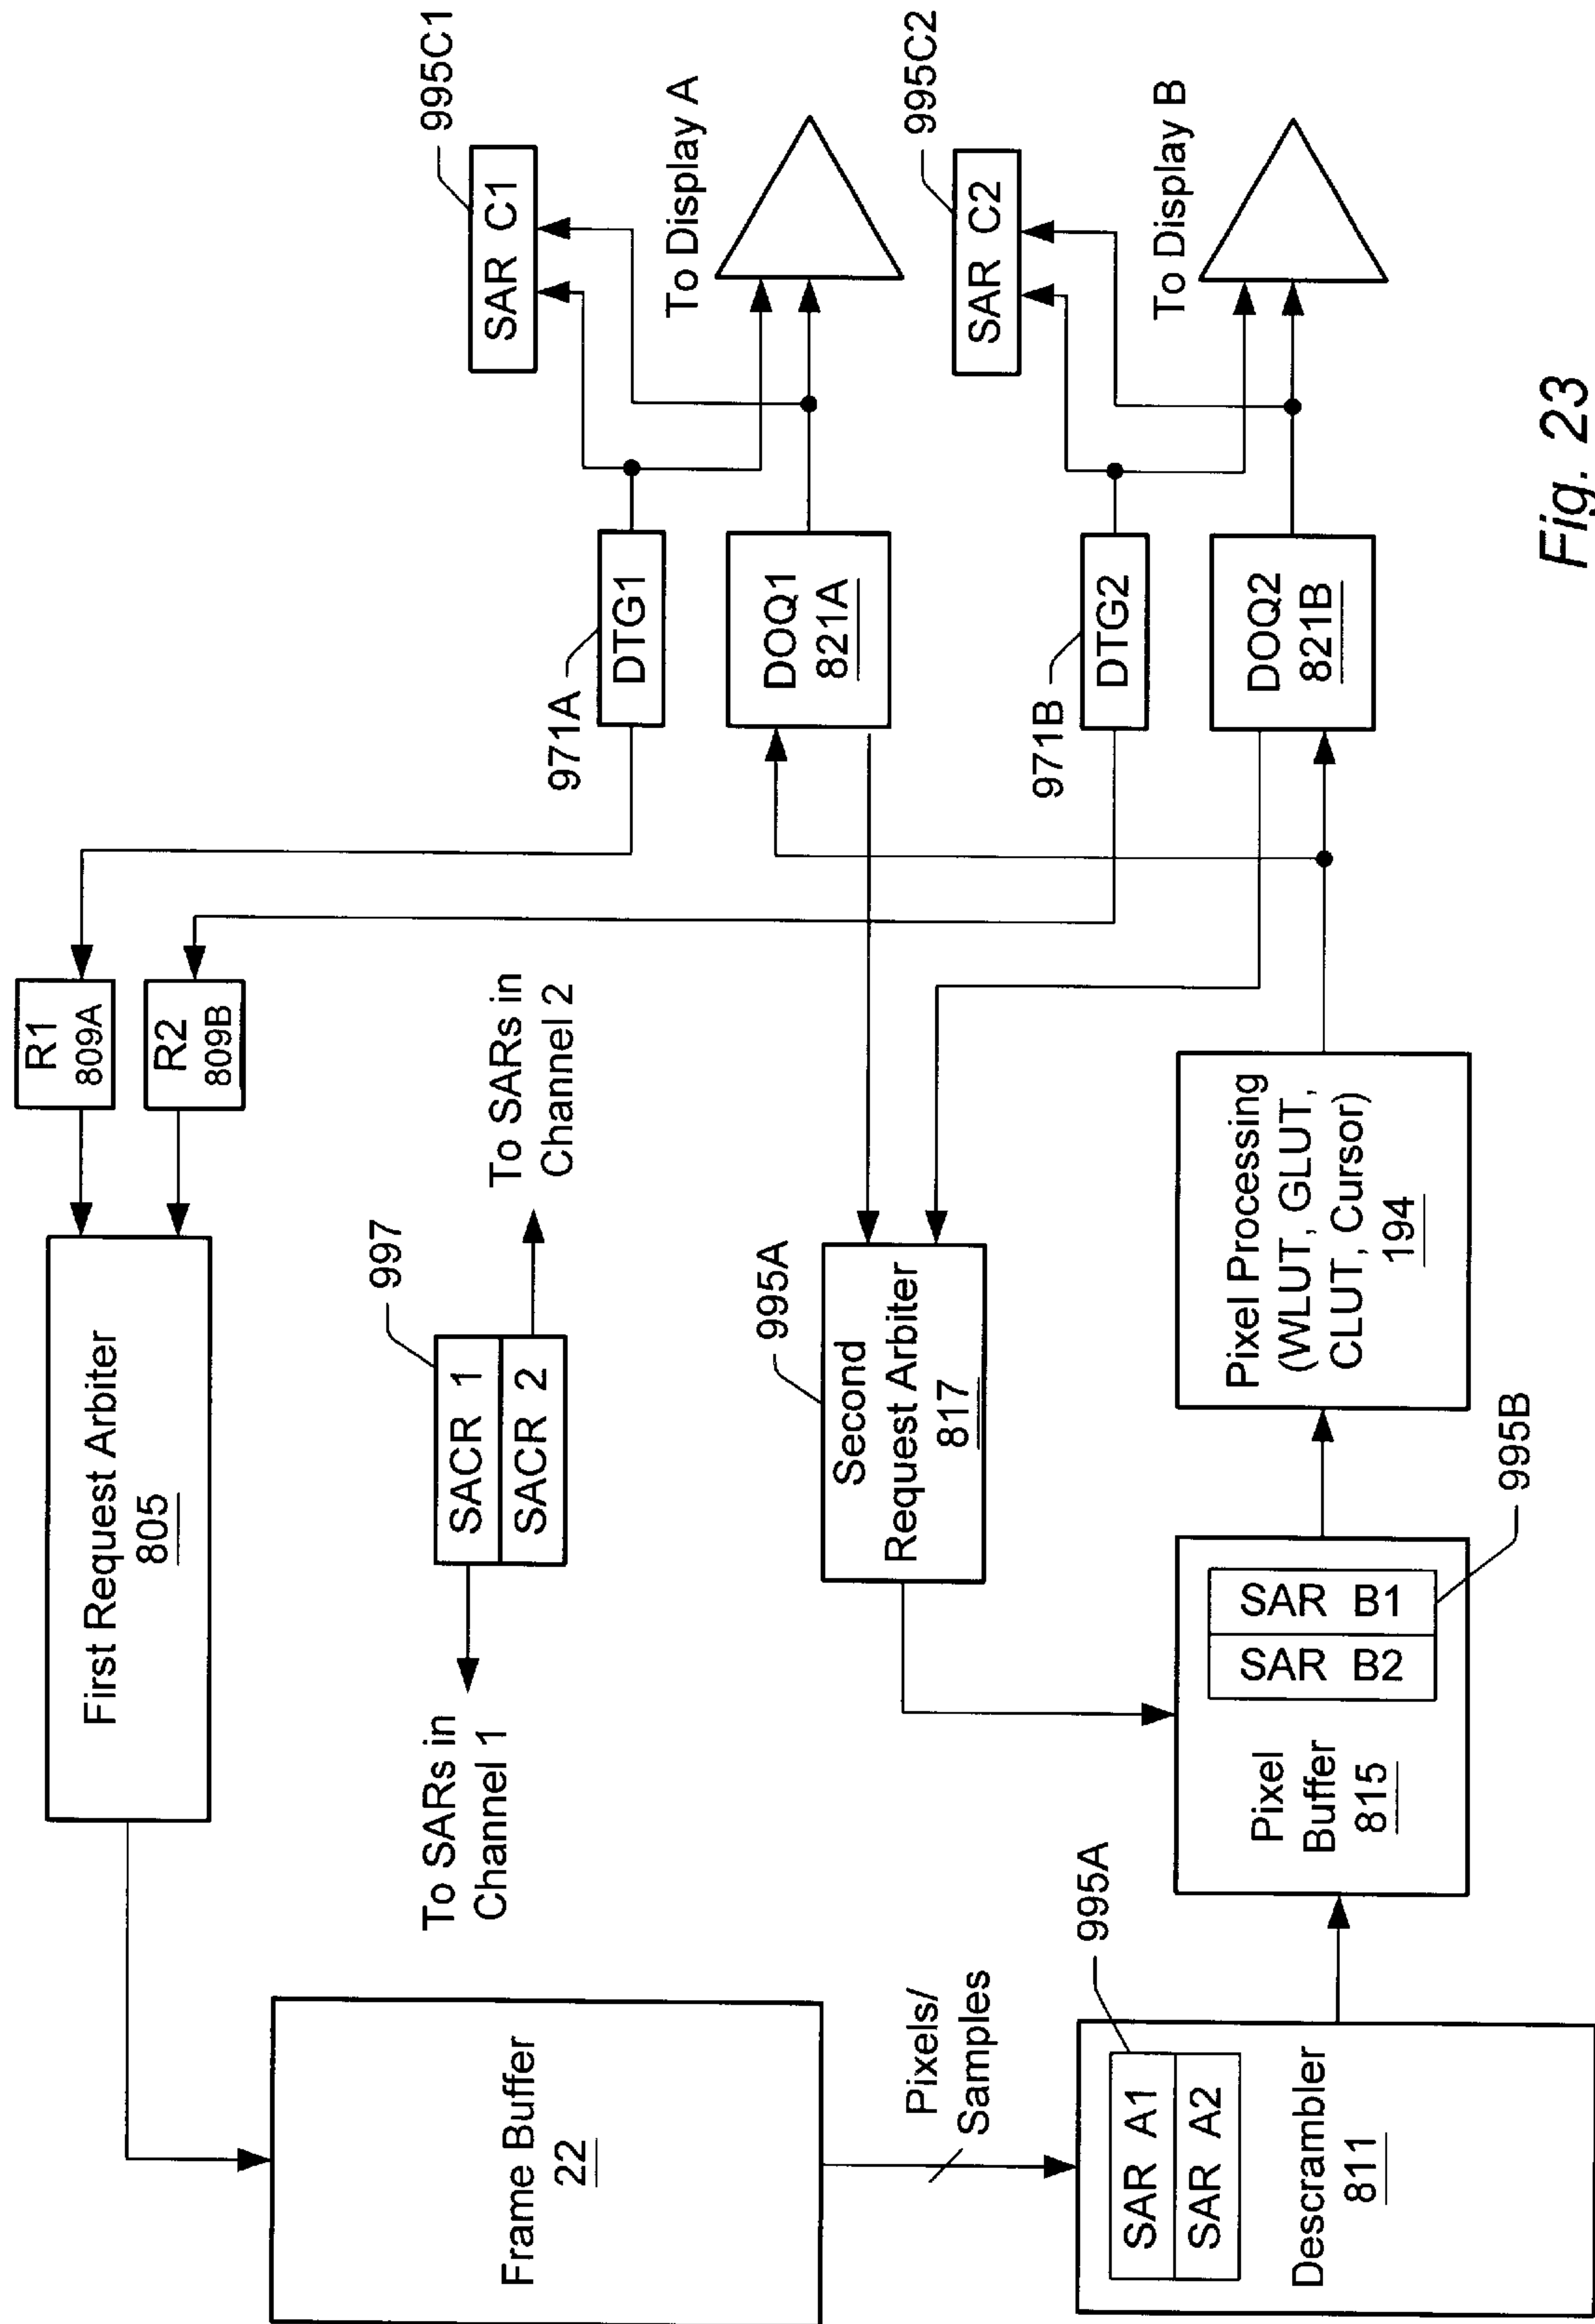 First Request Arbiter
805
R1
809A
R2
809B
997
SACR 1
SACR 2
To SARs in
Channel 1
To SARs in
Channel 2
Frame Buffer
22
Pixels/
Samples
995A
Second
Request Arbiter
817
971A
DTG1
995C1
SAR C1
To Display A
DOQ1
821A
971B
DTG2
995C2
SAR C2
To Display B
DOQ2
821B
995A
SAR A1
SAR A2
Descrambler
811
Pixel
Buffer
815
SAR B1
SAR B2
995B
Pixel Processing
(WLUT, GLUT,
CLUT, Cursor)
194
Fig. 23